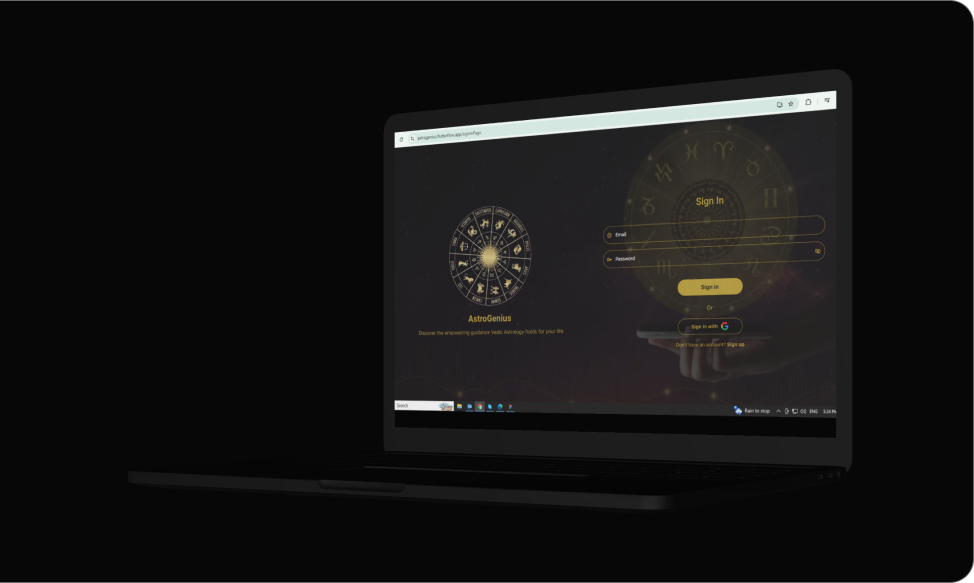 astrogenius.flutterflow.app/signInPage
Sign In
Email
Password
Sign in
Or
Sign in with G
Don't have an account? Sign up
AstroGenius
Discover the empowering guidance Vedic Astrology holds for your life.
Search
Rain to stop
ENG
5:24 PM